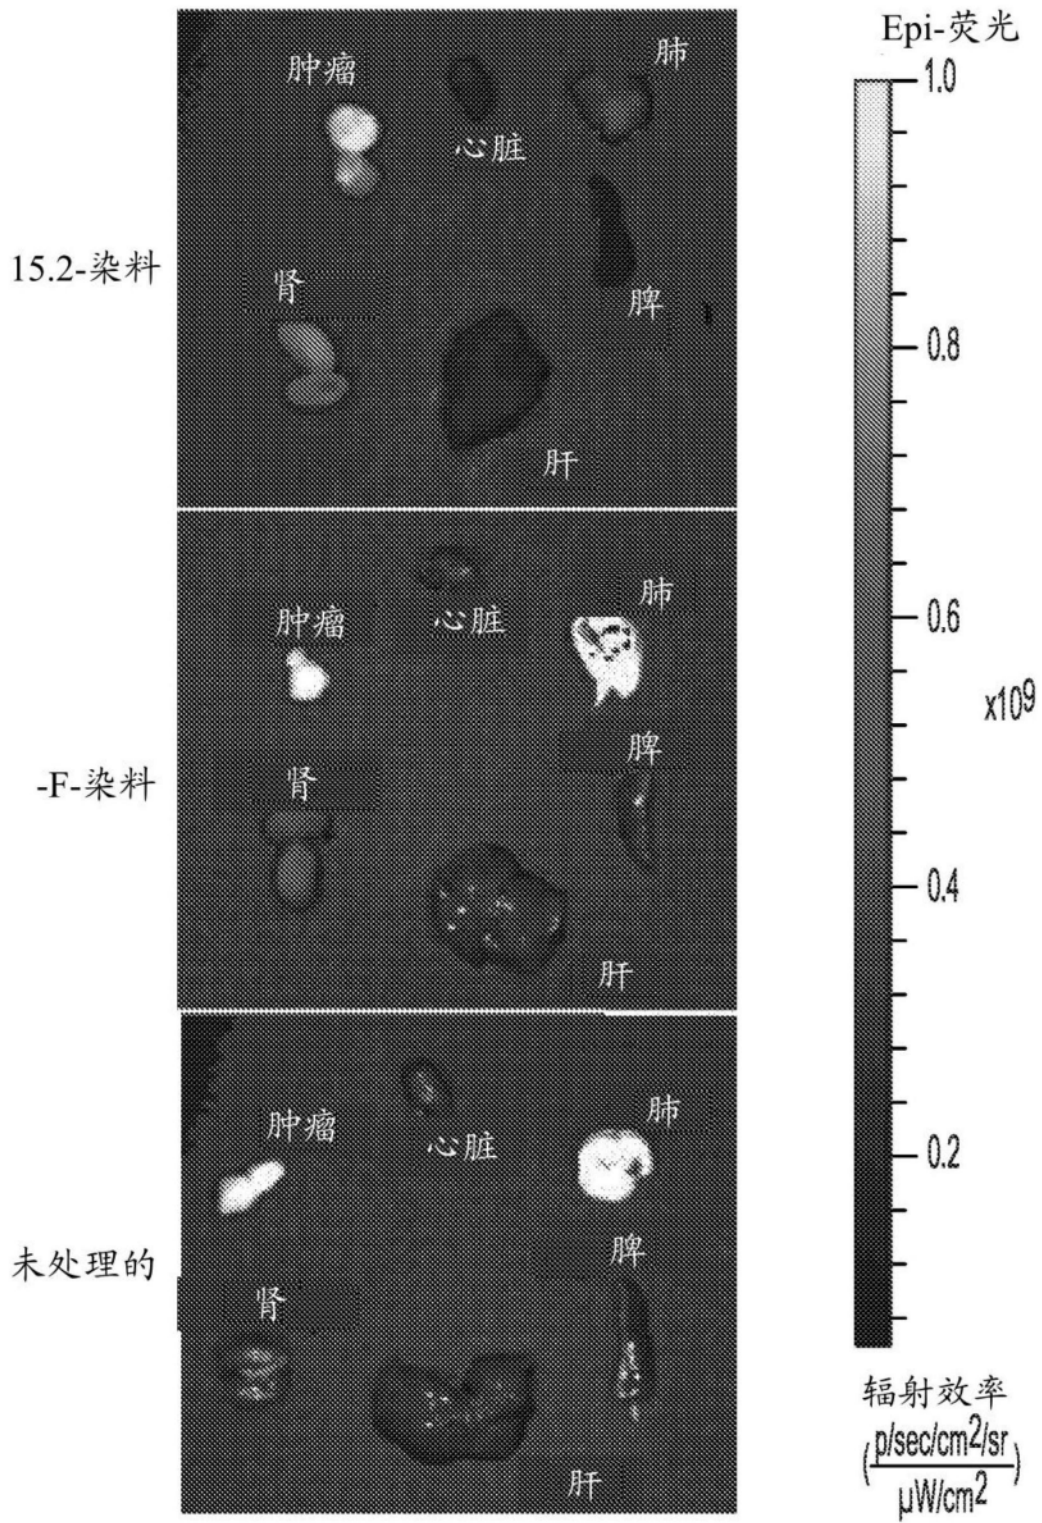 Epi-荧光
1.0
0.8
0.6
x10⁹
0.4
0.2
辐射效率
(p/sec/cm²/sr
µW/cm²)
15.2-染料
肿瘤
心脏
肺
肾
脾
肝
-F-染料
肿瘤
心脏
肺
肾
脾
肝
未处理的
肿瘤
心脏
肺
肾
脾
肝